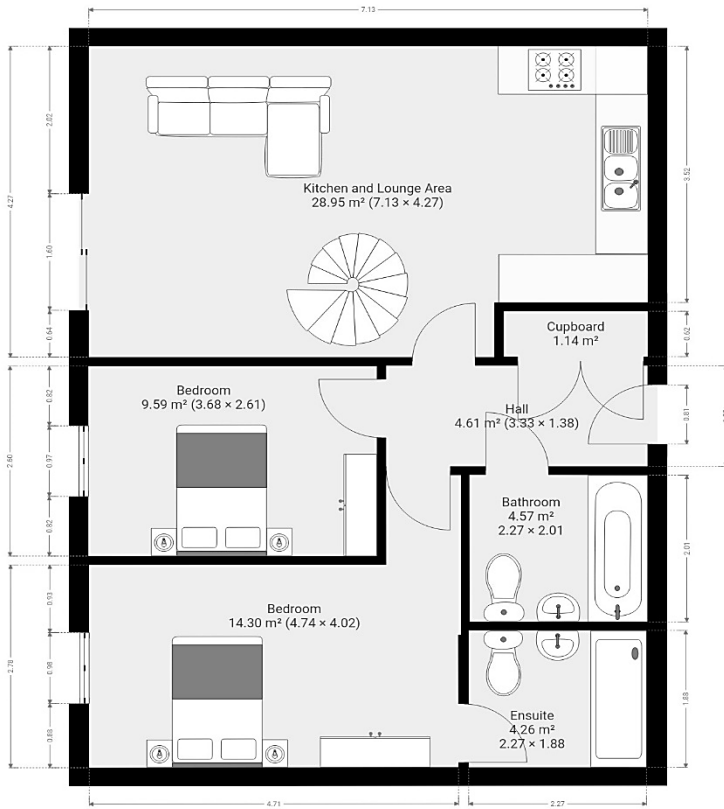 7.13
4.27
2.02
1.60
0.64
3.52
Kitchen and Lounge Area
28.95 m² (7.13 × 4.27)
Cupboard
1.14 m²
0.62
Bedroom
9.59 m² (3.68 × 2.61)
2.60
0.82
0.97
0.82
Hall
4.61 m² (3.33 × 1.38)
0.81
Bathroom
4.57 m²
2.27 × 2.01
2.01
Bedroom
14.30 m² (4.74 × 4.02)
2.78
0.93
0.98
0.88
Ensuite
4.26 m²
2.27 × 1.88
1.88
4.71
2.27